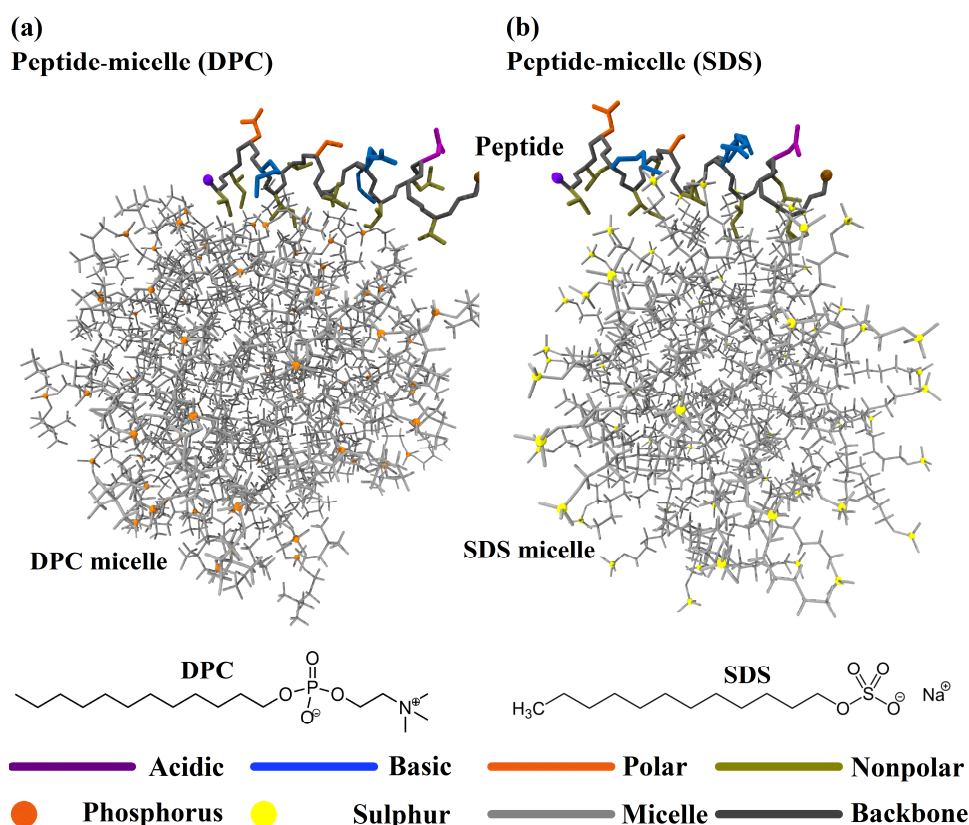 (a)
Peptide-micelle (DPC)
(b)
Peptide-micelle (SDS)
Peptide
DPC micelle
SDS micelle
DPC
O
O P O
O⊖ N⊕
SDS
O O
H₃C O S O⊖ Na⊕
Acidic Basic Polar Nonpolar
Phosphorus Sulphur Micelle Backbone